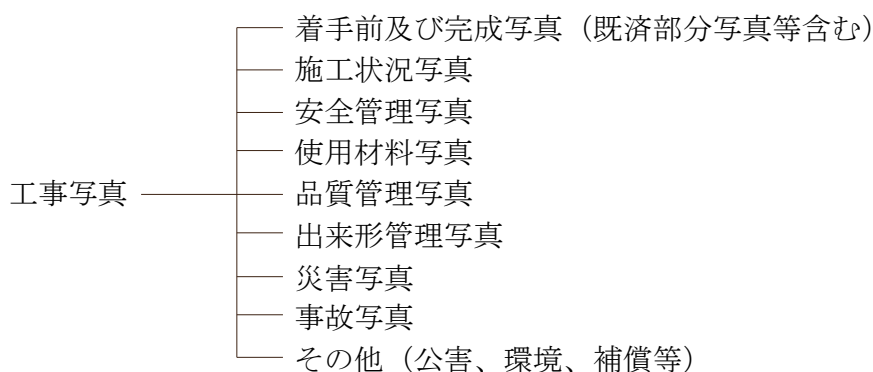 工事写真
着手前及び完成写真（既済部分写真等含む）
施工状況写真
安全管理写真
使用材料写真
品質管理写真
出来形管理写真
災害写真
事故写真
その他（公害、環境、補償等）